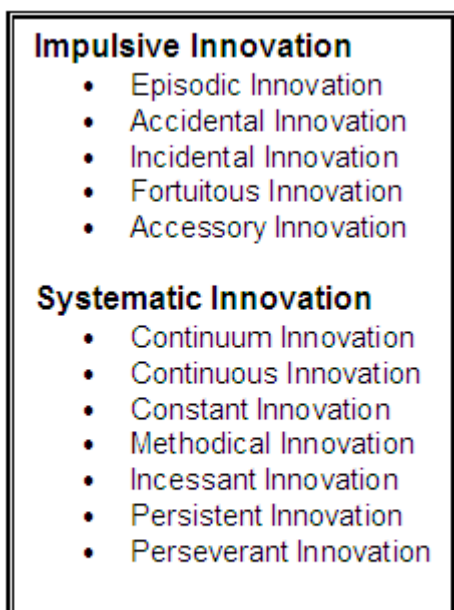 Impulsive Innovation
• Episodic Innovation
• Accidental Innovation
• Incidental Innovation
• Fortuitous Innovation
• Accessory Innovation
Systematic Innovation
• Continuum Innovation
• Continuous Innovation
• Constant Innovation
• Methodical Innovation
• Incessant Innovation
• Persistent Innovation
• Perseverant Innovation